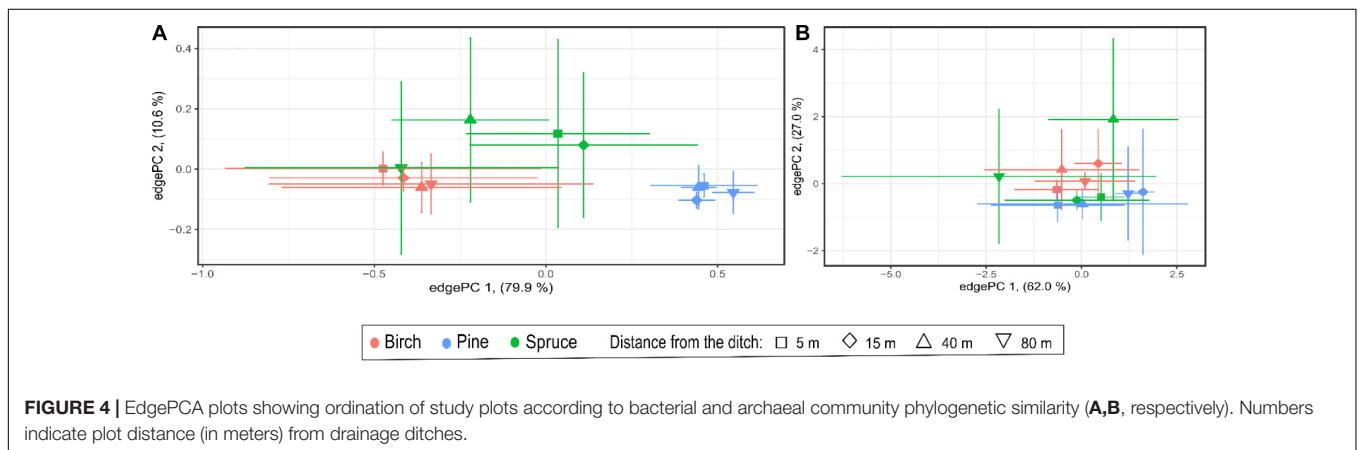 A
B
0.4
0.2
0.0
−0.2
edgePC 2, (10.6 %)
−1.0
−0.5
0.0
0.5
edgePC 1, (79.9 %)
4
2
0
−2
edgePC 2, (27.0 %)
−5.0
−2.5
0.0
2.5
edgePC 1, (62.0 %)
Birch Pine Spruce Distance from the ditch: 5 m 15 m 40 m 80 m
FIGURE 4 | EdgePCA plots showing ordination of study plots according to bacterial and archaeal community phylogenetic similarity (A,B, respectively). Numbers
indicate plot distance (in meters) from drainage ditches.